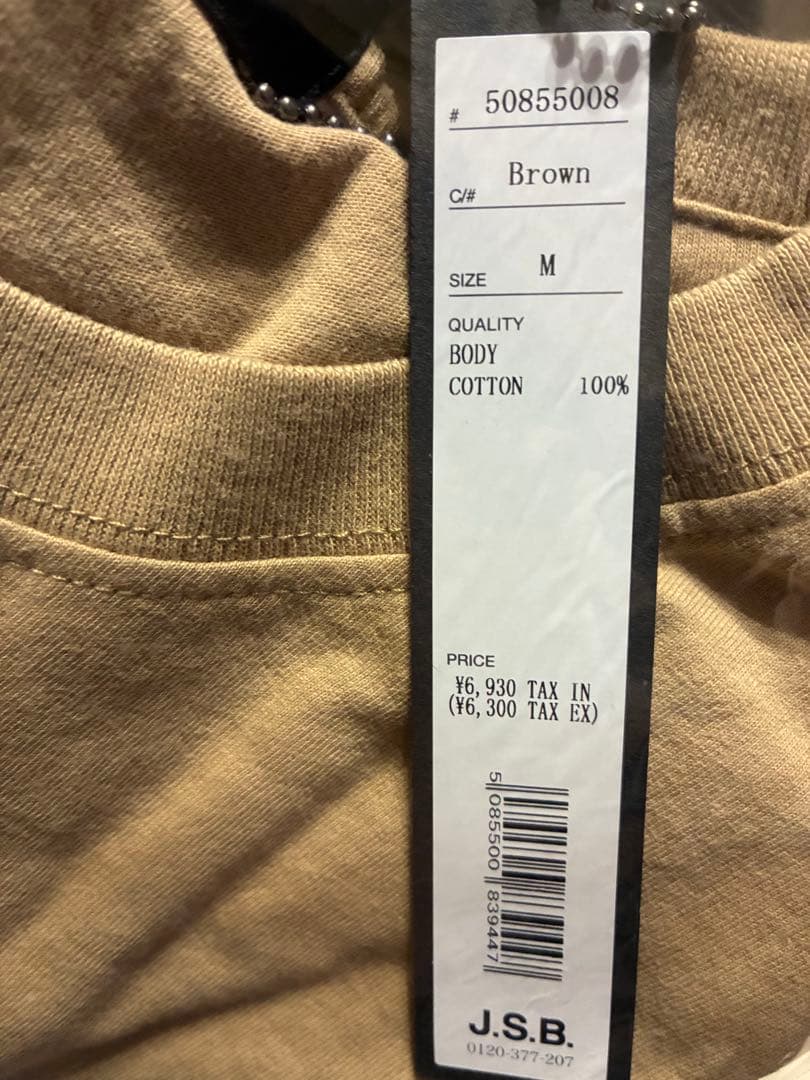 # 50855008
C/# Brown
SIZE M
QUALITY
BODY
COTTON 100%
PRICE
¥6,930 TAX IN
(¥6,300 TAX EX)
5 085500 839447
J.S.B.
0120-377-207